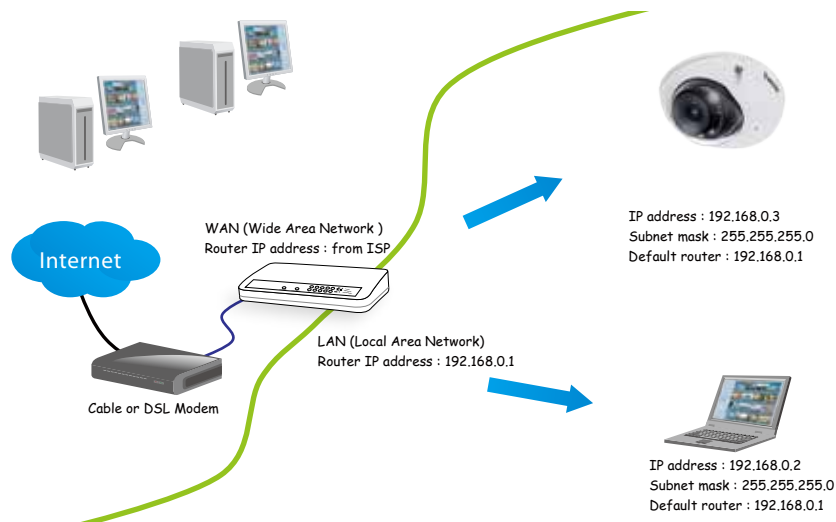 WAN (Wide Area Network )
Router IP address : from ISP
Internet
LAN (Local Area Network)
Router IP address : 192.168.0.1
Cable or DSL Modem
IP address : 192.168.0.3
Subnet mask : 255.255.255.0
Default router : 192.168.0.1
IP address : 192.168.0.2
Subnet mask : 255.255.255.0
Default router : 192.168.0.1